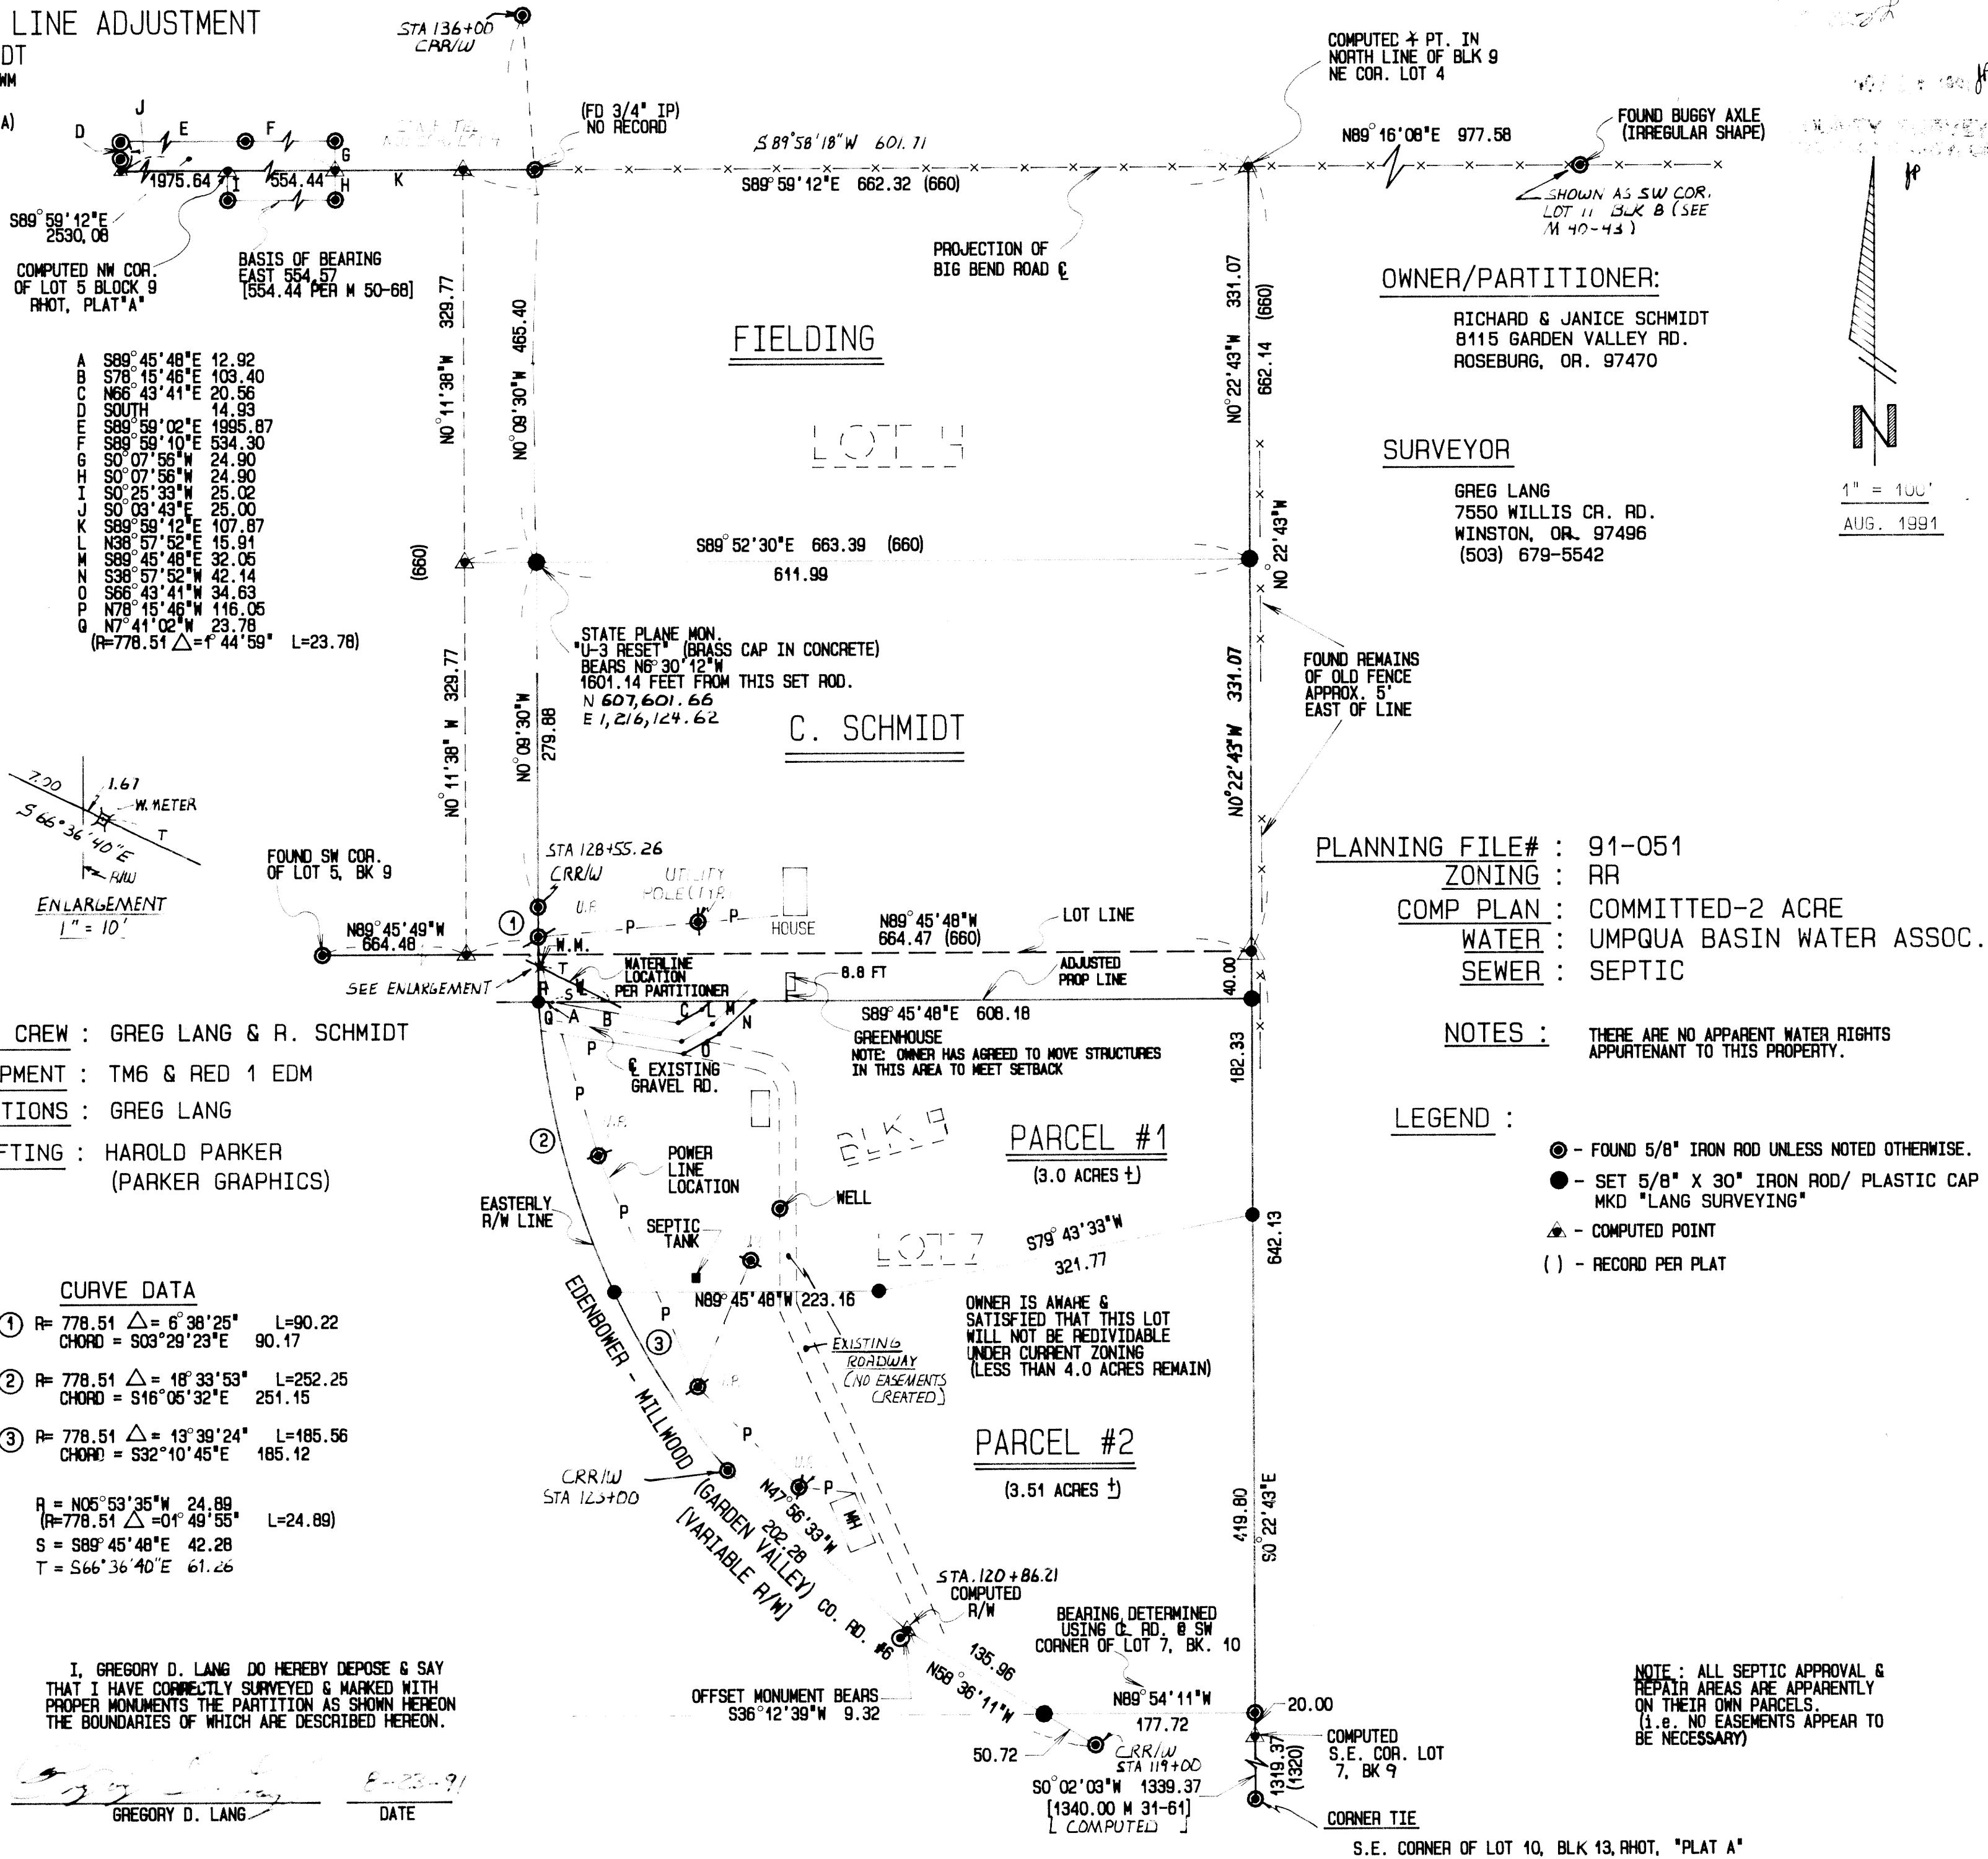 LINE ADJUSTMENT
DT
WM
A)
STA 136+00
CRR/W
(FD 3/4" IP)
NO RECORD
S89°58'18"W 601.71
S89°59'12"E 662.32 (660)
COMPUTED 4 PT. IN
NORTH LINE OF BLK 9
NE COR. LOT 4
N89°16'08"E 977.58
FOUND BUGGY AXLE
(IRREGULAR SHAPE)
SHOWN AS SW COR.
LOT 11 BLK B (SEE
M 40-43)
D
J
E
F
G
1975.64
I
554.44
H
K
S89°59'12"E
2530.08
COMPUTED NW COR.
OF LOT 5 BLOCK 9
RHOT, PLAT"A"
BASIS OF BEARING
EAST 554.57
[554.44 PER M 50-68]
PROJECTION OF
BIG BEND ROAD ℄
OWNER/PARTITIONER:
RICHARD & JANICE SCHMIDT
8115 GARDEN VALLEY RD.
ROSEBURG, OR. 97470
SURVEYOR
GREG LANG
7550 WILLIS CR. RD.
WINSTON, OR. 97496
(503) 679-5542
N
1" = 100'
AUG. 1991
A S89°45'48"E 12.92
B S78°15'46"E 103.40
C N66°43'41"E 20.56
D SOUTH 14.93
E S89°59'02"E 1995.87
F S89°59'10"E 534.30
G S0°07'56"W 24.90
H S0°07'56"W 24.90
I S0°25'33"W 25.02
J S0°03'43"E 25.00
K S89°59'12"E 107.87
L N38°57'52"E 15.91
M S89°45'48"E 32.05
N S38°57'52"W 42.14
O S66°43'41"W 34.63
P N78°15'46"W 116.05
Q N7°41'02"W 23.78
(R=778.51 △=1°44'59" L=23.78)
N0°11'38"W 329.77
N0°09'30"W 465.40
FIELDING
LOT 4
N0°22'43"W 331.07
662.14 (660)
N0°22'43"W
(660)
S89°52'30"E 663.39 (660)
611.99
STATE PLANE MON.
"U-3 RESET" (BRASS CAP IN CONCRETE)
BEARS N6°30'12"W
1601.14 FEET FROM THIS SET ROD.
N 607,601.66
E 1,216,124.62
N0°11'38" W 329.77
N0°09'30"W
279.88
C. SCHMIDT
N0°22'43"W 331.07
FOUND REMAINS
OF OLD FENCE
APPROX. 5'
EAST OF LINE
7.00
1.67
W. METER
T
S66°36'40"E
R/W
ENLARGEMENT
1" = 10'
FOUND SW COR.
OF LOT 5, BK 9
N89°45'49"W
664.48
STA 128+55.26
CRR/W
UTILITY
POLE (TYP.
U.P.
1
P
P
HOUSE
N89°45'48"W
664.47 (660)
LOT LINE
W.M.
T
WATERLINE
LOCATION
PER PARTITIONER
SEE ENLARGEMENT
R
S
8.8 FT
ADJUSTED
PROP LINE
40.00
S89°45'48"E 608.18
GREENHOUSE
NOTE: OWNER HAS AGREED TO MOVE STRUCTURES
IN THIS AREA TO MEET SETBACK
Q A B C L M N O
P
℄ EXISTING
GRAVEL RD.
182.33
PLANNING FILE# : 91-051
ZONING : RR
COMP PLAN : COMMITTED-2 ACRE
WATER : UMPQUA BASIN WATER ASSOC.
SEWER : SEPTIC
NOTES : THERE ARE NO APPARENT WATER RIGHTS
APPURTENANT TO THIS PROPERTY.
CREW : GREG LANG & R. SCHMIDT
PMENT : TM6 & RED 1 EDM
TIONS : GREG LANG
FTING : HAROLD PARKER
(PARKER GRAPHICS)
P
U.P.
2
POWER
LINE
LOCATION
BLK 9
PARCEL #1
(3.0 ACRES ±)
WELL
EASTERLY
R/W LINE
P
SEPTIC
TANK
LOT 7
S79°43'33"W
321.77
642.13
N89°45'48"W 223.16
OWNER IS AWARE &
SATISFIED THAT THIS LOT
WILL NOT BE REDIVIDABLE
UNDER CURRENT ZONING
(LESS THAN 4.0 ACRES REMAIN)
LEGEND :
- FOUND 5/8" IRON ROD UNLESS NOTED OTHERWISE.
- SET 5/8" X 30" IRON ROD/ PLASTIC CAP
MKD "LANG SURVEYING"
- COMPUTED POINT
( ) - RECORD PER PLAT
CURVE DATA
1 R= 778.51 △= 6°38'25" L=90.22
CHORD = S03°29'23"E 90.17
2 R= 778.51 △= 18°33'53" L=252.25
CHORD = S16°05'32"E 251.15
3 R= 778.51 △= 13°39'24" L=185.56
CHORD = S32°10'45"E 185.12
R = N05°53'35"W 24.89
(R=778.51 △=01°49'55" L=24.89)
S = S89°45'48"E 42.28
T = S66°36'40"E 61.26
P
3
EXISTING
ROADWAY
(NO EASEMENTS
CREATED)
U.P.
P
PARCEL #2
(3.51 ACRES ±)
CRR/W
STA 123+00
U.P.
P
MH
N47°56'33"W
202.28
EDENBOWER - MILLWOOD
(GARDEN VALLEY) CO. RD. #6
[VARIABLE R/W]
419.80
S0°22'43"E
STA. 120+86.21
COMPUTED
R/W
BEARING DETERMINED
USING ℄ RD. @ SW
CORNER OF LOT 7, BK. 10
135.96
N58°36'11"W
OFFSET MONUMENT BEARS
S36°12'39"W 9.32
N89°54'11"W
177.72
20.00
50.72
CRR/W
STA 119+00
COMPUTED
S.E. COR. LOT
7, BK 9
S0°02'03"W 1339.37
[1340.00 M 31-61]
[ COMPUTED ]
1319.37
(1320)
CORNER TIE
S.E. CORNER OF LOT 10, BLK 13, RHOT, "PLAT A"
NOTE : ALL SEPTIC APPROVAL &
REPAIR AREAS ARE APPARENTLY
ON THEIR OWN PARCELS.
(i.e. NO EASEMENTS APPEAR TO
BE NECESSARY)
I, GREGORY D. LANG DO HEREBY DEPOSE & SAY
THAT I HAVE CORRECTLY SURVEYED & MARKED WITH
PROPER MONUMENTS THE PARTITION AS SHOWN HEREON
THE BOUNDARIES OF WHICH ARE DESCRIBED HEREON.
8-23-91
GREGORY D. LANG
DATE